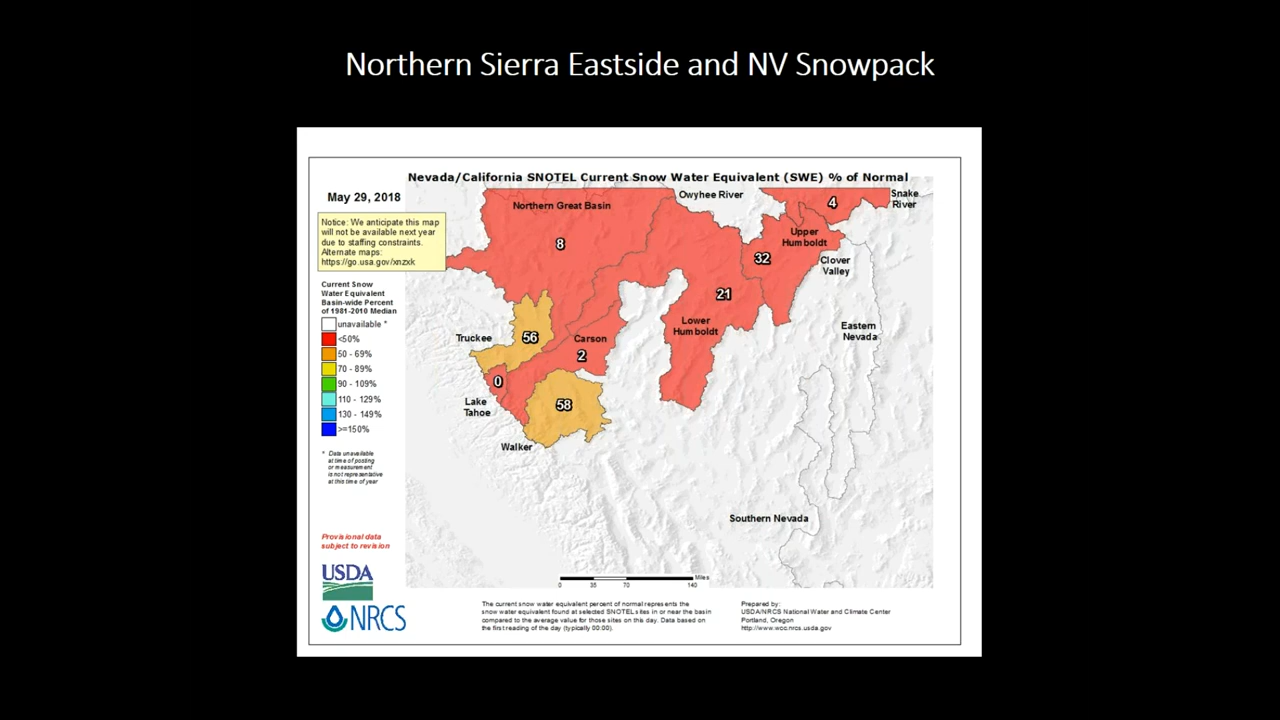 Northern Sierra Eastside and NV Snowpack
Nevada/California SNOTEL Current Snow Water Equivalent (SWE) % of Normal
May 29, 2018
Notice: We anticipate this map
will not be available next year
due to staffing constraints.
Alternate maps:
https://go.usa.gov/xnzxk
Current Snow
Water Equivalent
Basin-wide Percent
of 1981-2010 Median
unavailable *
<50%
50 - 69%
70 - 89%
90 - 109%
110 - 129%
130 - 149%
>=150%
* Data unavailable
at time of posting
or measurement
is not representative
at this time of year
Provisional data
subject to revision
USDA
NRCS
Owyhee River
Snake
River
4
Northern Great Basin
8
Upper
Humboldt
32
Clover
Valley
21
Lower
Humboldt
Eastern
Nevada
Truckee
56
Carson
2
0
Lake
Tahoe
58
Walker
Southern Nevada
Miles
0 35 70 140
The current snow water equivalent percent of normal represents the
snow water equivalent found at selected SNOTEL sites in or near the basin
compared to the average value for those sites on this day. Data based on
the first reading of the day (typically 00:00).
Prepared by:
USDA/NRCS National Water and Climate Center
Portland, Oregon
http://www.wcc.nrcs.usda.gov